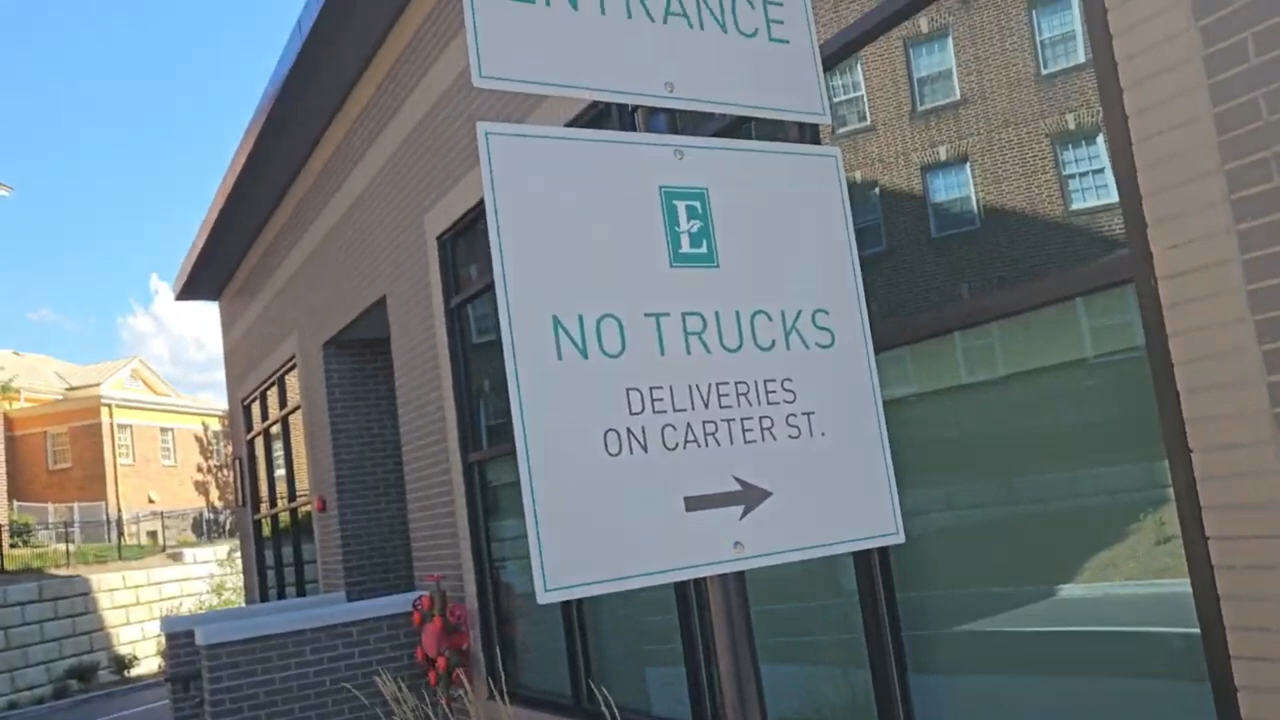 ENTRANCE
E
NO TRUCKS
DELIVERIES
ON CARTER ST.